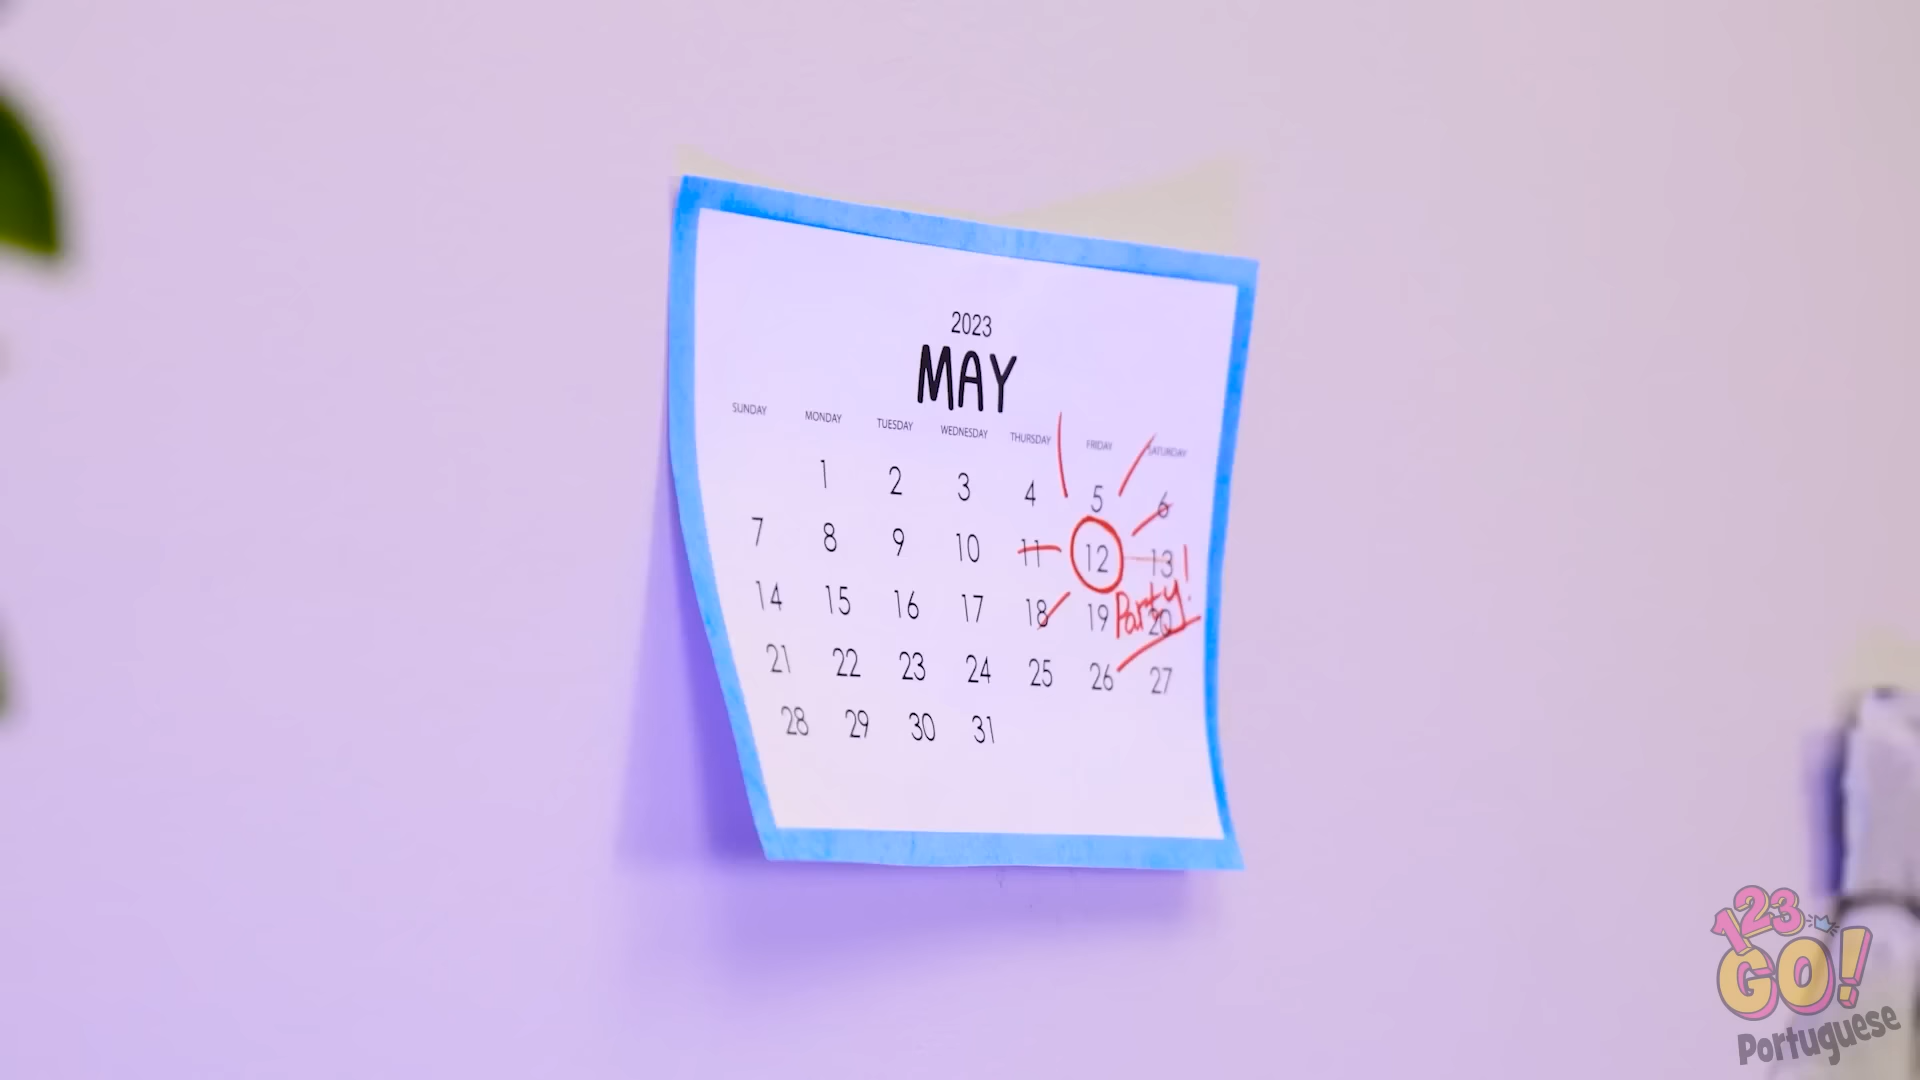 2023
MAY
SUNDAY MONDAY TUESDAY WEDNESDAY THURSDAY FRIDAY SATURDAY
1 2 3 4 5 6
7 8 9 10 11 12 13
Party!
14 15 16 17 18 19 20
21 22 23 24 25 26 27
28 29 30 31
123
GO!
Portuguese